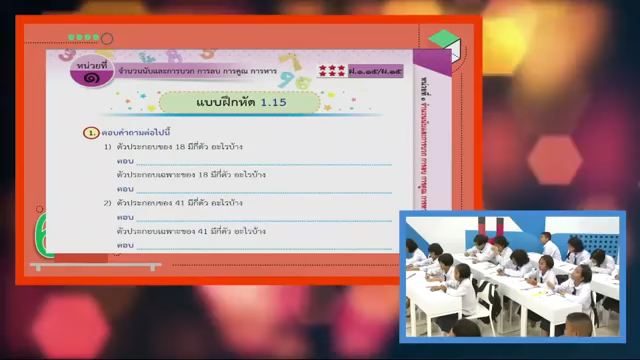 หน่วยที่
๑
จำนวนนับและการบวก การลบ การคูณ การหาร
ผ.๑.๑๕/ผ.๑๕
แบบฝึกหัด 1.15
1. ตอบคำถามต่อไปนี้
1) ตัวประกอบของ 18 มีกี่ตัว อะไรบ้าง
ตอบ
ตัวประกอบเฉพาะของ 18 มีกี่ตัว อะไรบ้าง
ตอบ
2) ตัวประกอบของ 41 มีกี่ตัว อะไรบ้าง
ตอบ
ตัวประกอบเฉพาะของ 41 มีกี่ตัว อะไรบ้าง
ตอบ